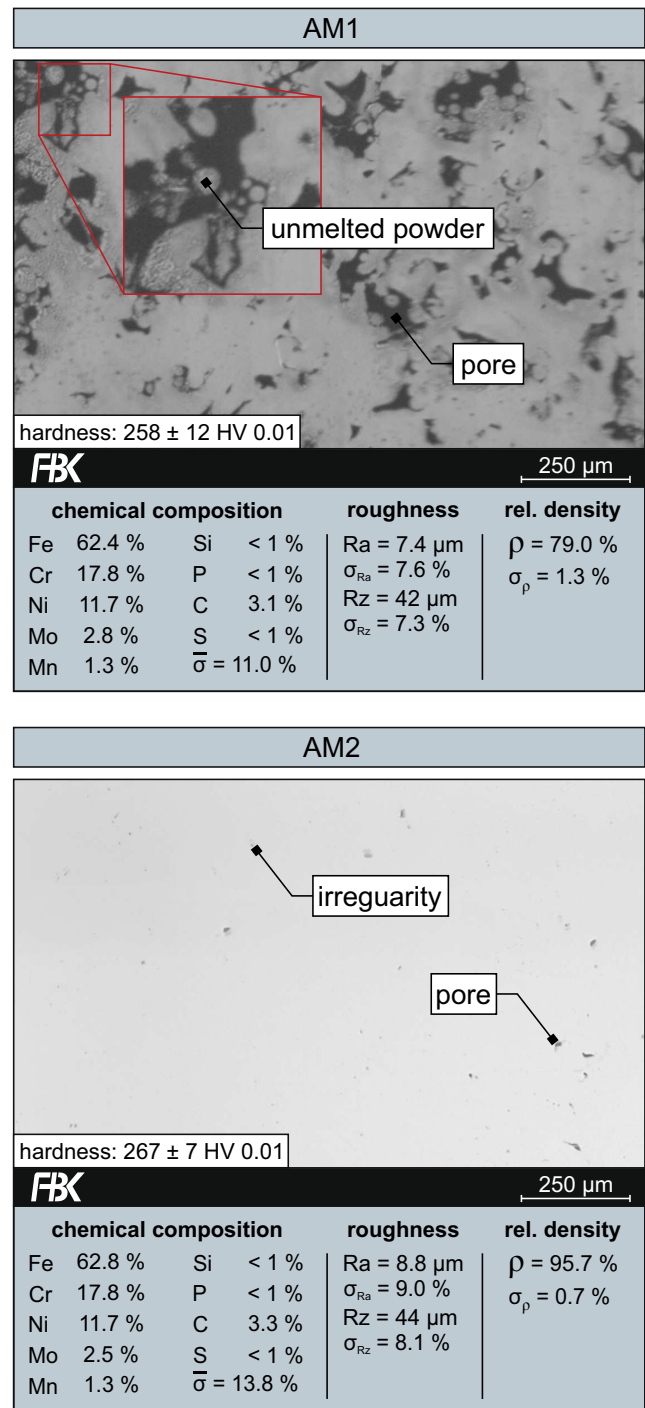 AM1
unmelted powder
pore
hardness: 258 ± 12 HV 0.01
FBK
250 µm
chemical composition roughness rel. density
Fe 62.4 % Si < 1 % Ra = 7.4 µm ρ = 79.0 %
Cr 17.8 % P < 1 % σRa = 7.6 % σρ = 1.3 %
Ni 11.7 % C 3.1 % Rz = 42 µm
Mo 2.8 % S < 1 % σRz = 7.3 %
Mn 1.3 % σ̅ = 11.0 %
AM2
irreguarity
pore
hardness: 267 ± 7 HV 0.01
FBK
250 µm
chemical composition roughness rel. density
Fe 62.8 % Si < 1 % Ra = 8.8 µm ρ = 95.7 %
Cr 17.8 % P < 1 % σRa = 9.0 % σρ = 0.7 %
Ni 11.7 % C 3.3 % Rz = 44 µm
Mo 2.5 % S < 1 % σRz = 8.1 %
Mn 1.3 % σ̅ = 13.8 %